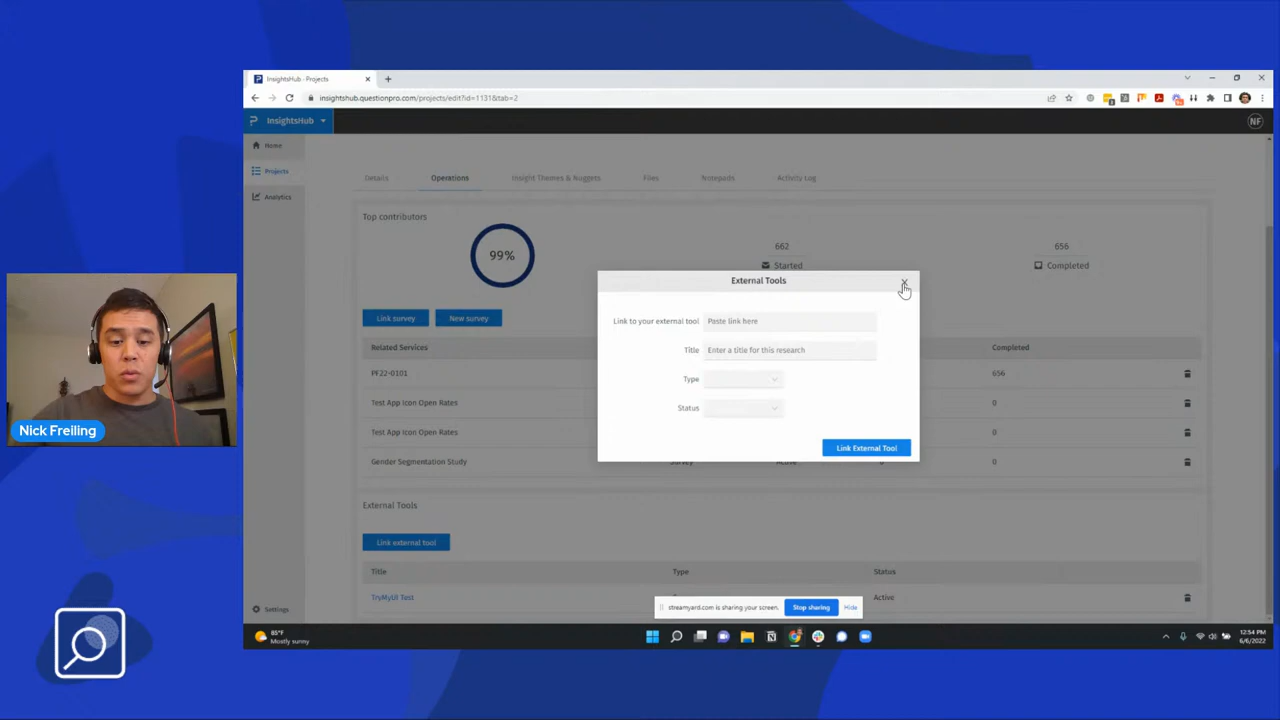 InsightsHub - Projects
insightshub.questionpro.com/projects/edit?id=1131&tab=2
InsightsHub
NF
Home
Projects
Analytics
Settings
Details
Operations
Insight Themes & Nuggets
Files
Notepads
Activity Log
Top contributors
99%
662
Started
656
Completed
Link survey
New survey
Related Services
Completed
PF22-0101
656
Test App Icon Open Rates
0
Test App Icon Open Rates
0
Gender Segmentation Study
Survey
Active
0
0
External Tools
Link to your external tool
Paste link here
Title
Enter a title for this research
Type
Status
Link External Tool
External Tools
Link external tool
Title
Type
Status
TryMyUI Test
Active
streamyard.com is sharing your screen.
Stop sharing
Hide
Nick Freiling
85°F
Mostly sunny
12:54 PM
6/6/2022